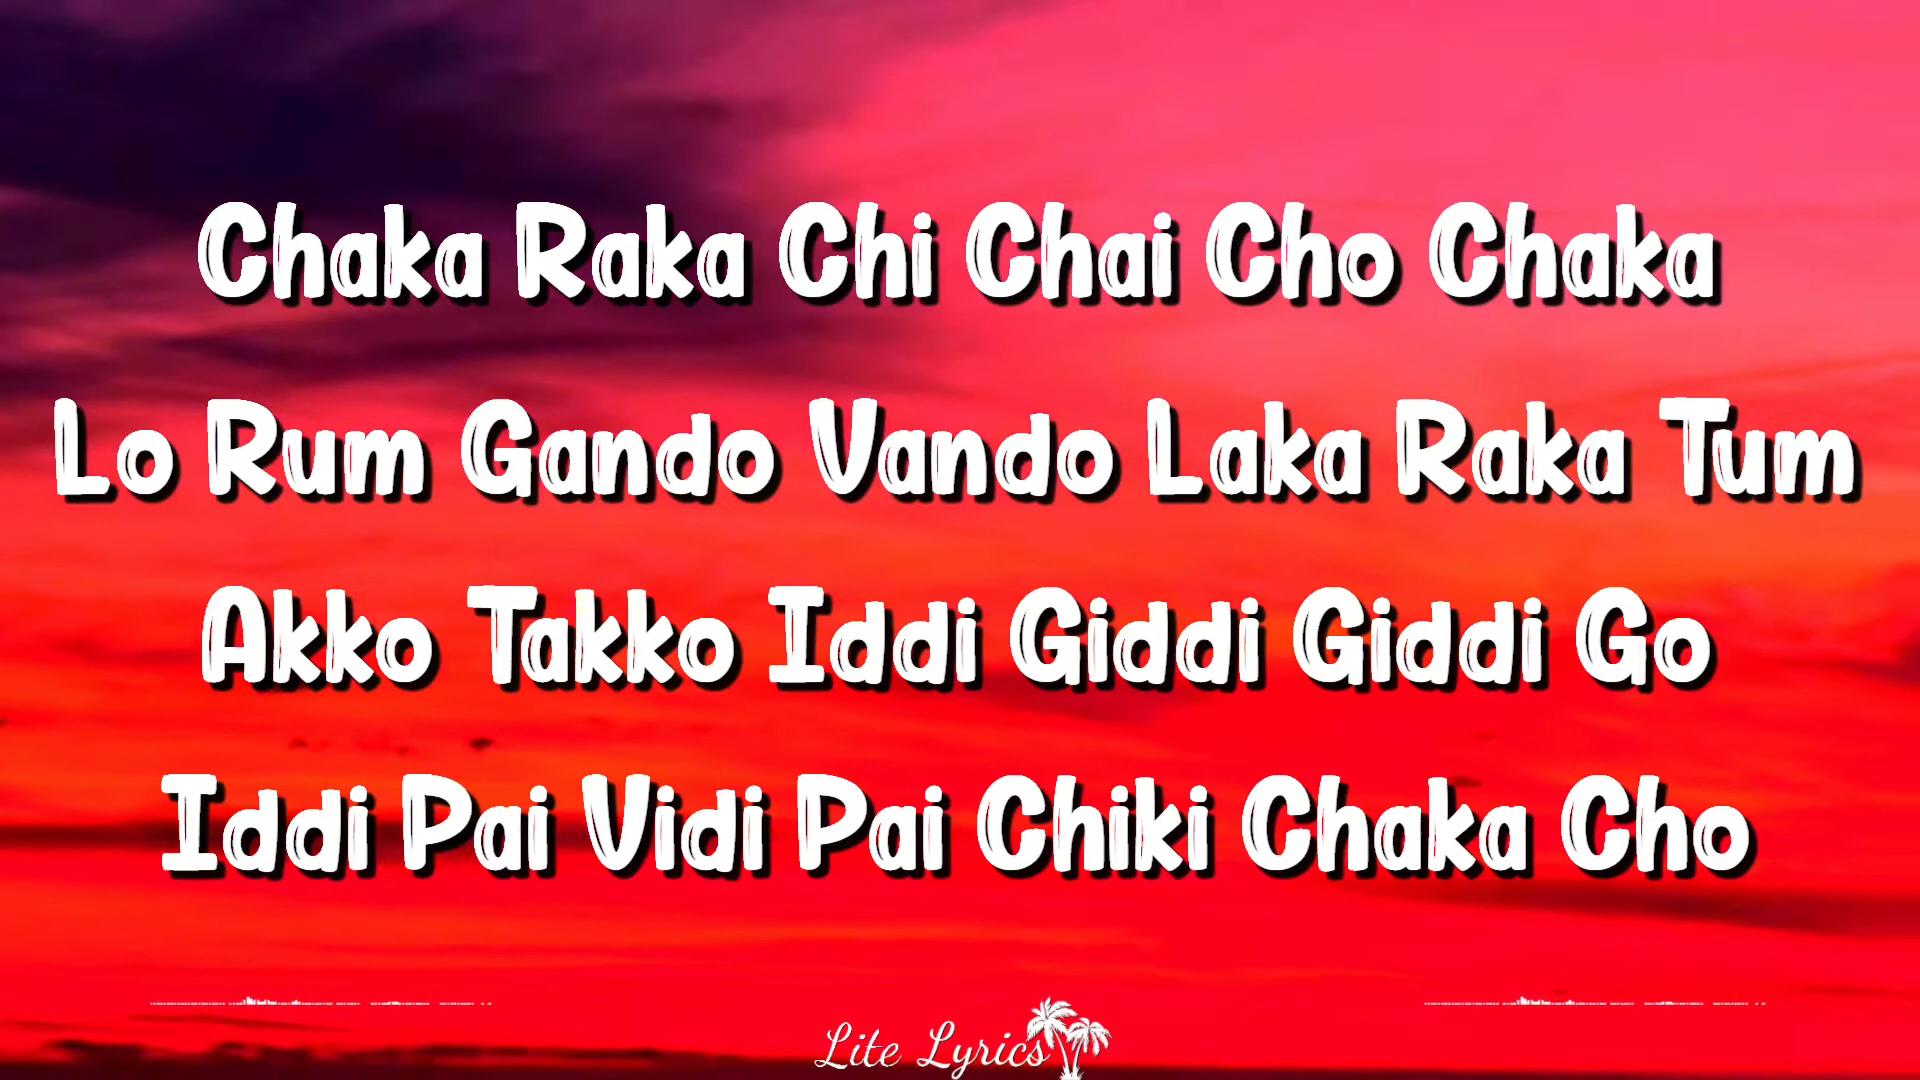 Chaka Raka Chi Chai Cho Chaka
Lo Rum Gando Vando Laka Raka Tum
Akko Takko Iddi Giddi Giddi Go
Iddi Pai Vidi Pai Chiki Chaka Cho
Lite Lyrics